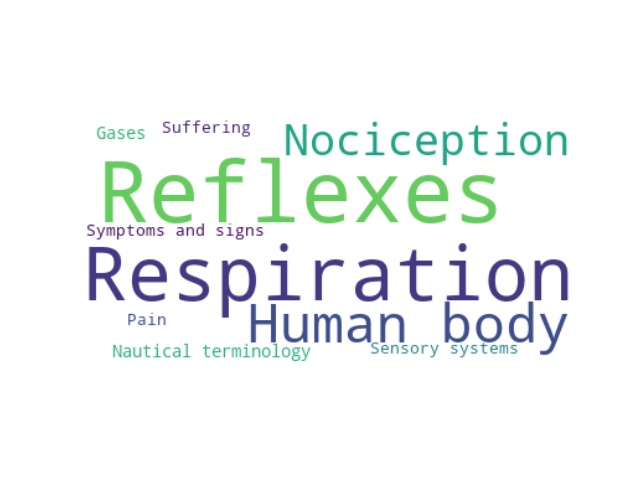 Gases
Suffering
Nociception
Reflexes
Symptoms and signs
Respiration
Pain
Human body
Nautical terminology
Sensory systems